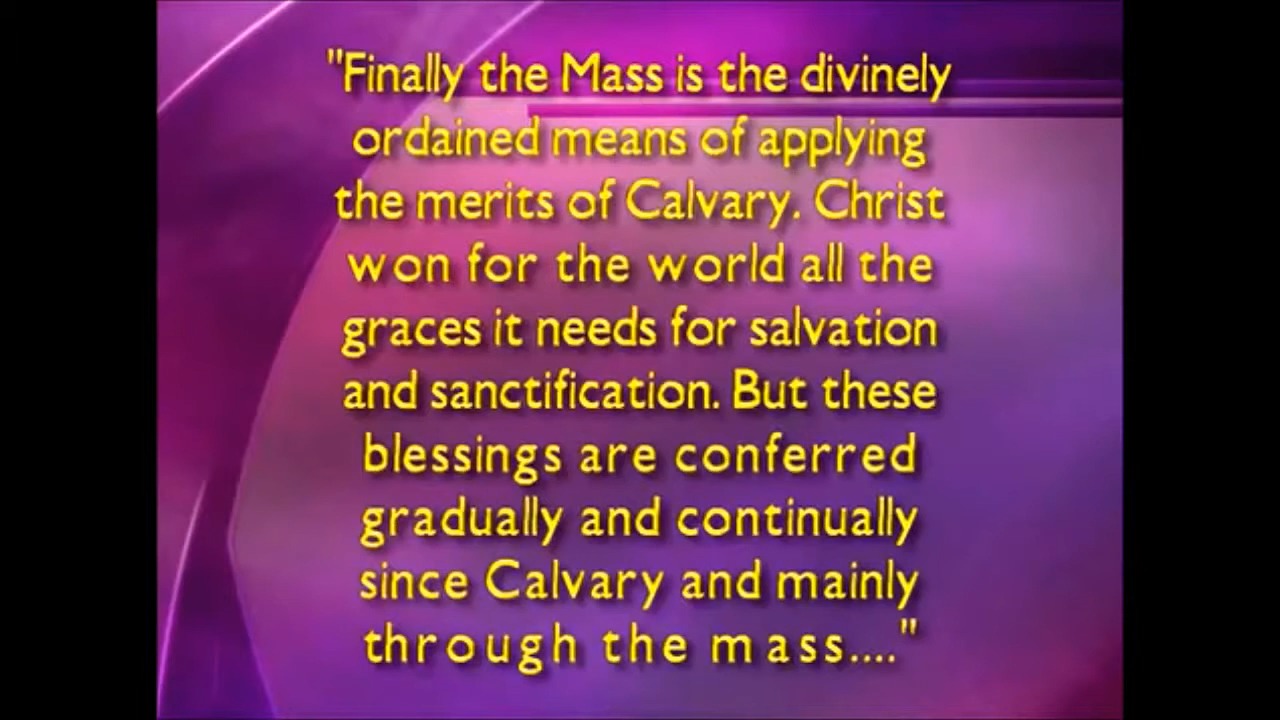 "Finally the Mass is the divinely
ordained means of applying
the merits of Calvary. Christ
won for the world all the
graces it needs for salvation
and sanctification. But these
blessings are conferred
gradually and continually
since Calvary and mainly
through the mass...."